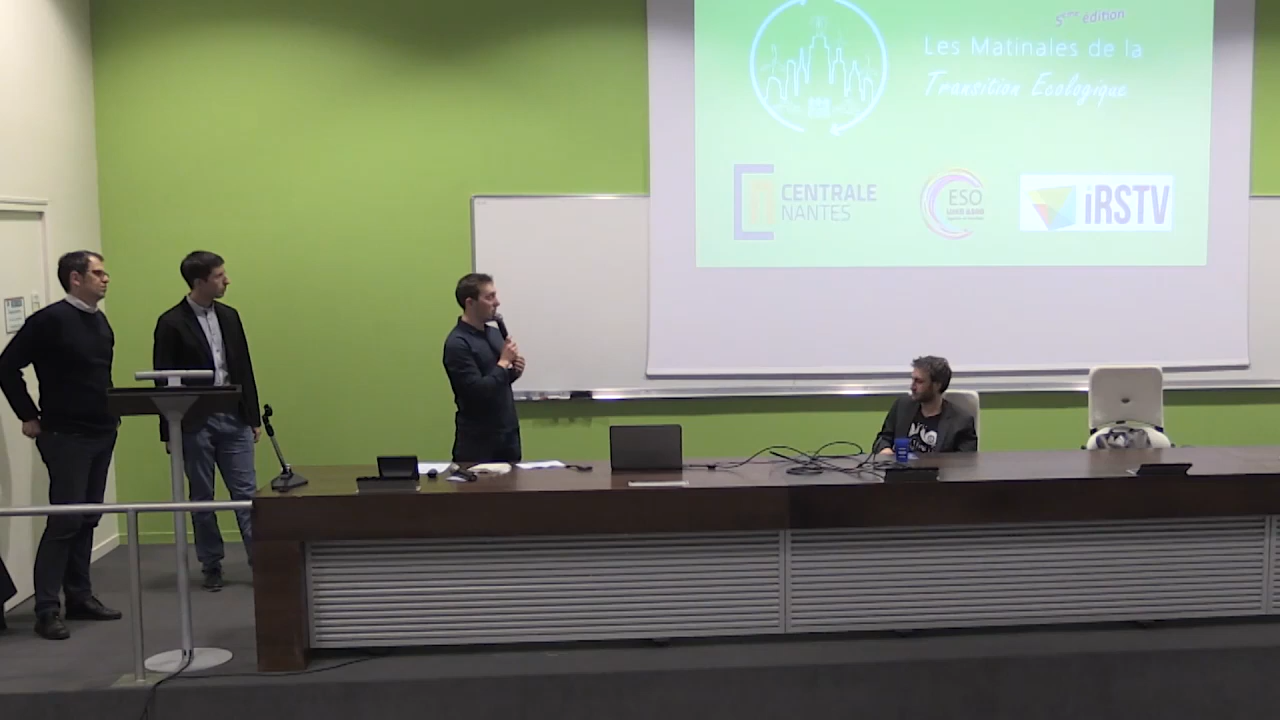 5ème édition
Les Matinales de la
Transition Ecologique
CENTRALE
NANTES
ESO
iRSTV